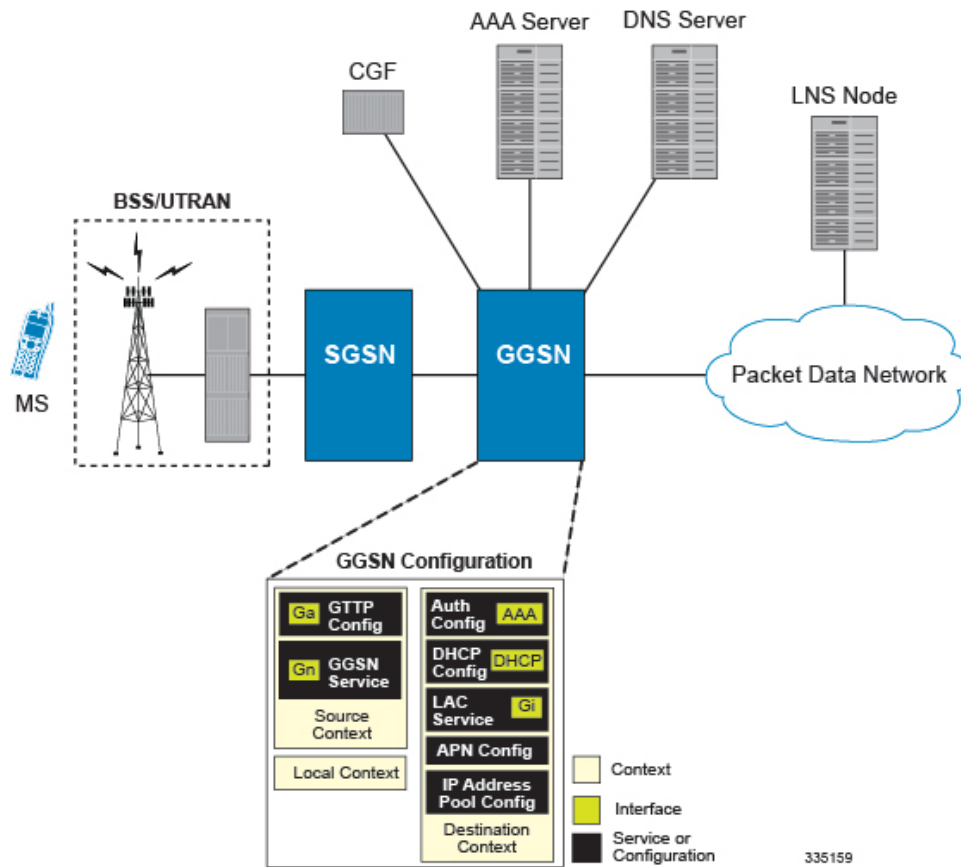 AAA Server
DNS Server
CGF
LNS Node
BSS/UTRAN
MS
SGSN
GGSN
Packet Data Network
GGSN Configuration
Ga
GTTP
Config
Gn
GGSN
Service
Source
Context
Local Context
Auth
Config
AAA
DHCP
Config
DHCP
LAC
Service
Gi
APN Config
IP Address
Pool Config
Destination
Context
Context
Interface
Service or
Configuration
335159